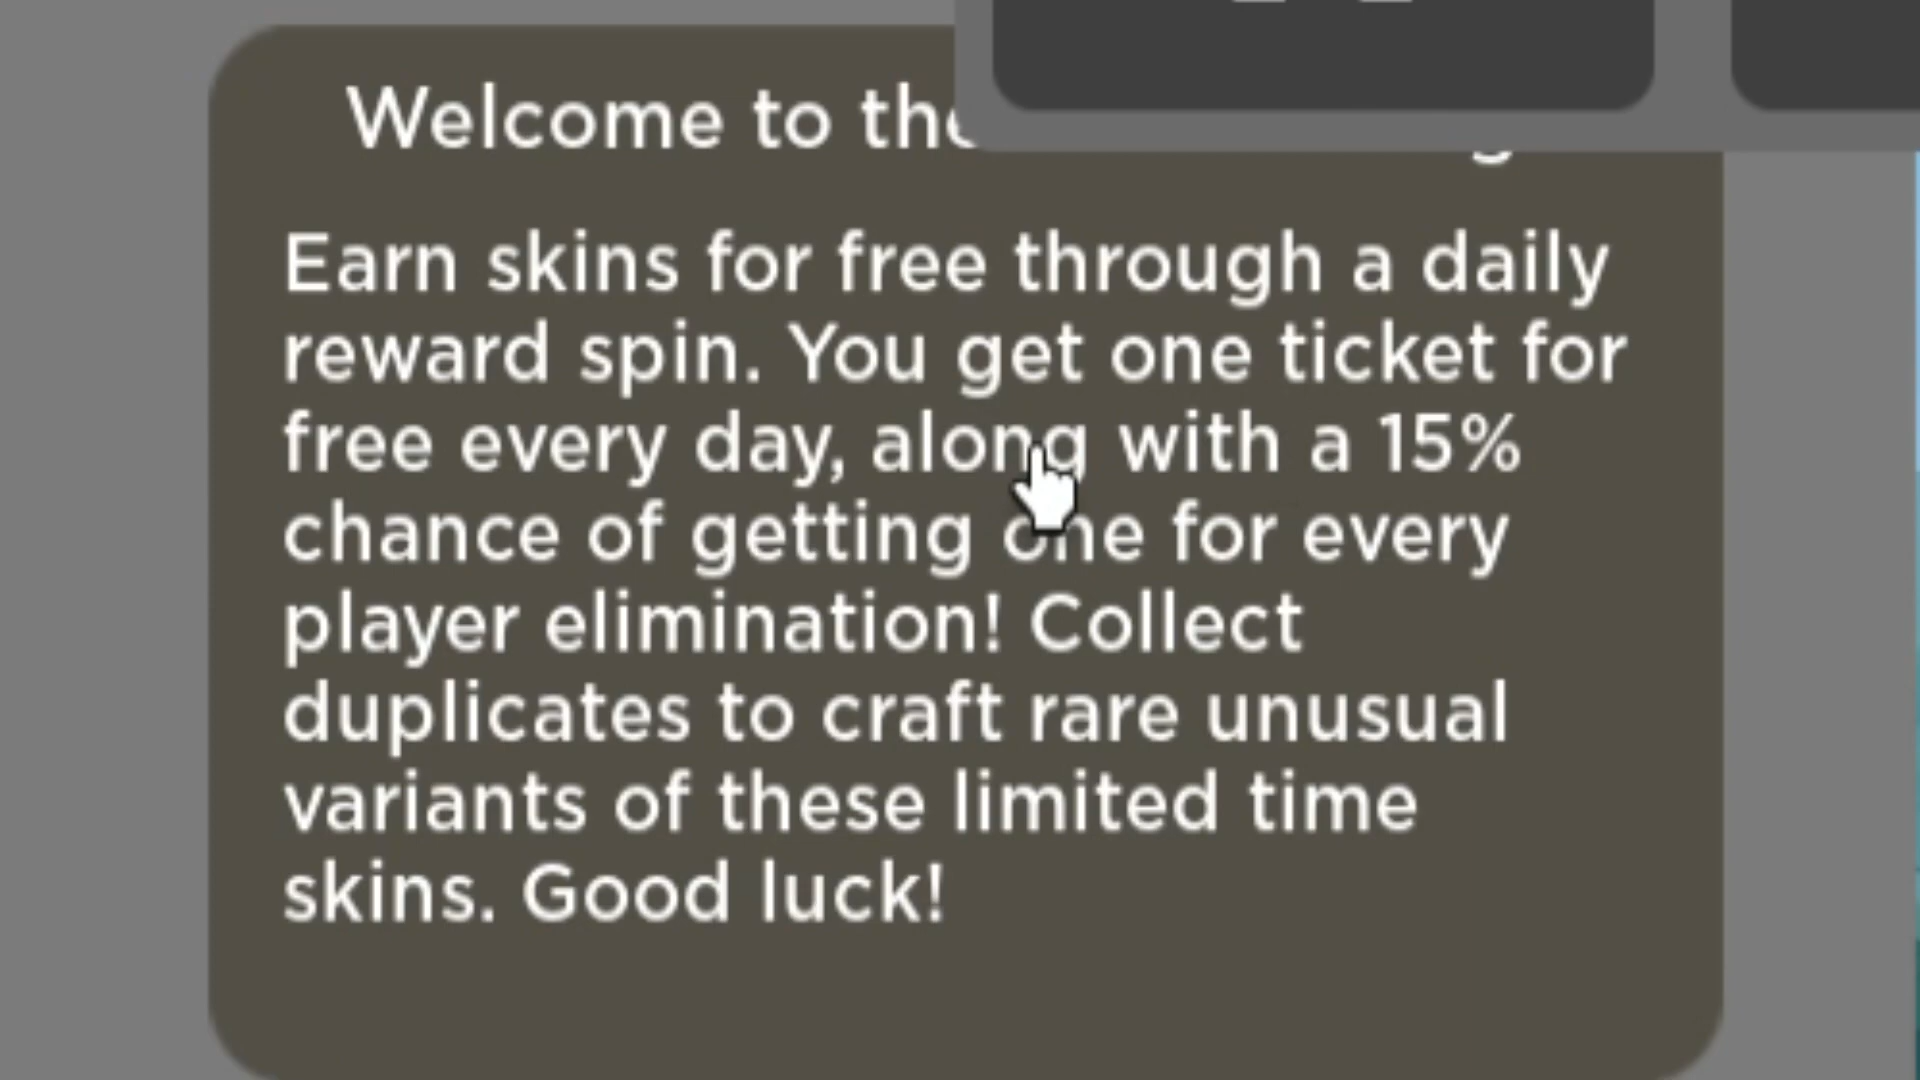 Welcome to the
Earn skins for free through a daily
reward spin. You get one ticket for
free every day, along with a 15%
chance of getting one for every
player elimination! Collect
duplicates to craft rare unusual
variants of these limited time
skins. Good luck!